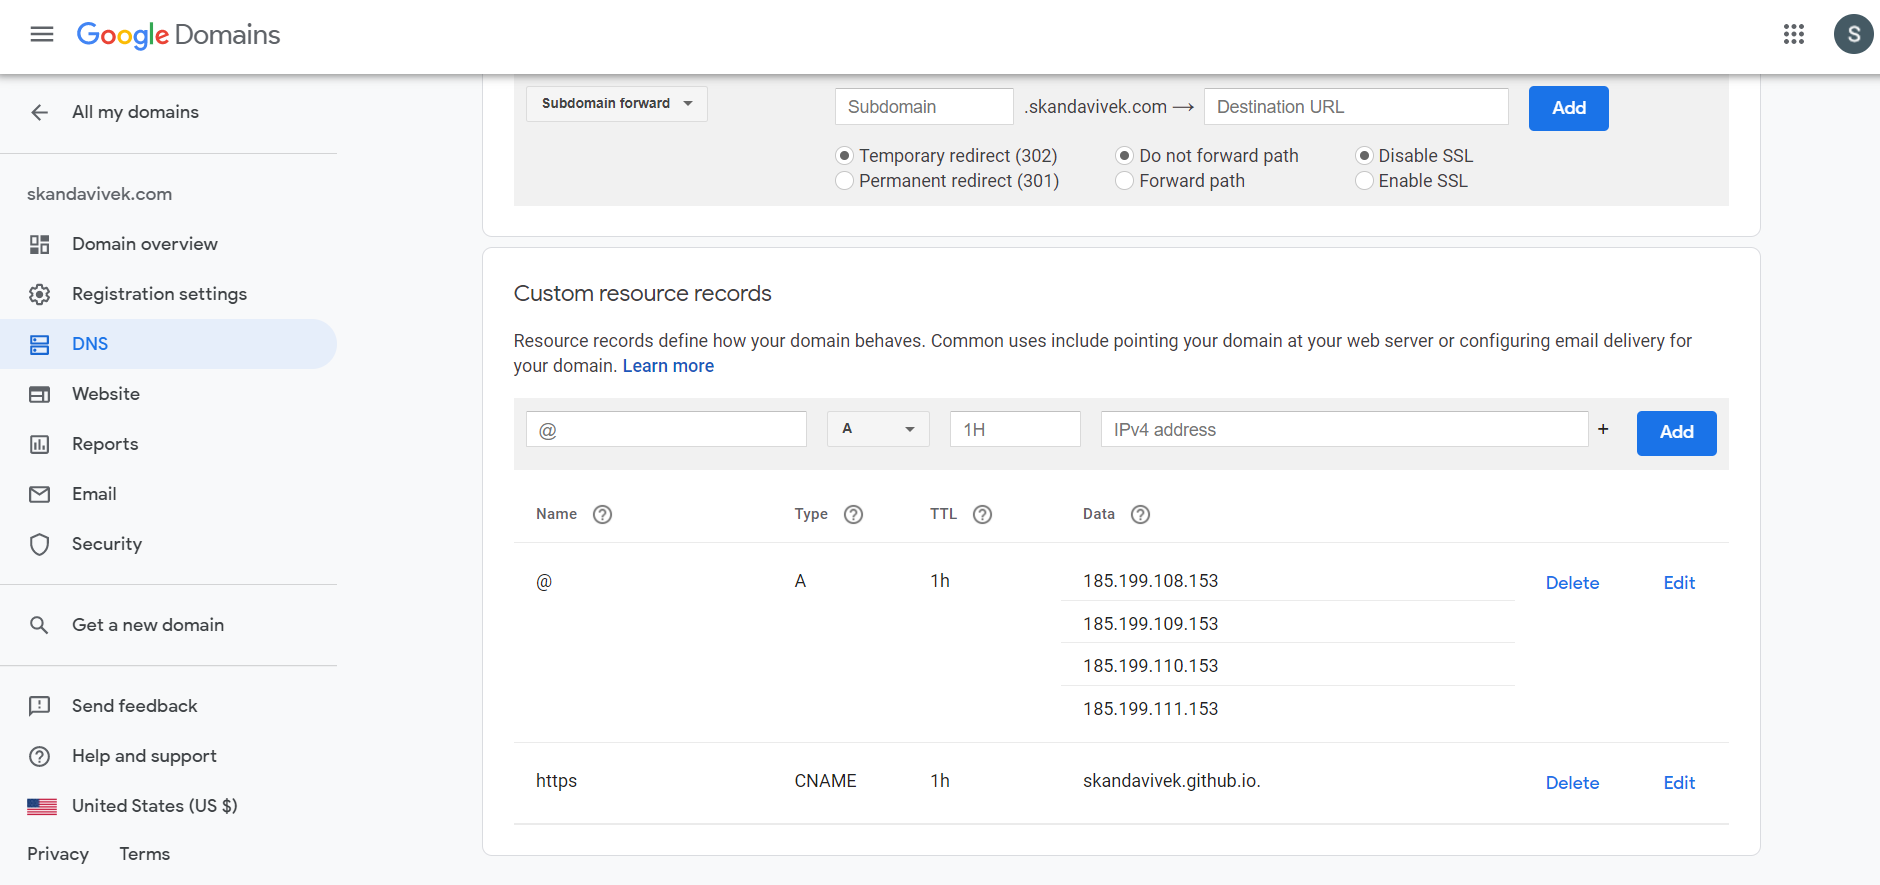 Google Domains
S
All my domains
skandavivek.com
Domain overview
Registration settings
DNS
Website
Reports
Email
Security
Get a new domain
Send feedback
Help and support
United States (US $)
Privacy Terms
Subdomain forward
Subdomain .skandavivek.com → Destination URL Add
Temporary redirect (302) Do not forward path Disable SSL
Permanent redirect (301) Forward path Enable SSL
Custom resource records
Resource records define how your domain behaves. Common uses include pointing your domain at your web server or configuring email delivery for
your domain. Learn more
@ A 1H IPv4 address + Add
Name ? Type ? TTL ? Data ?
@ A 1h 185.199.108.153 Delete Edit
185.199.109.153
185.199.110.153
185.199.111.153
https CNAME 1h skandavivek.github.io. Delete Edit